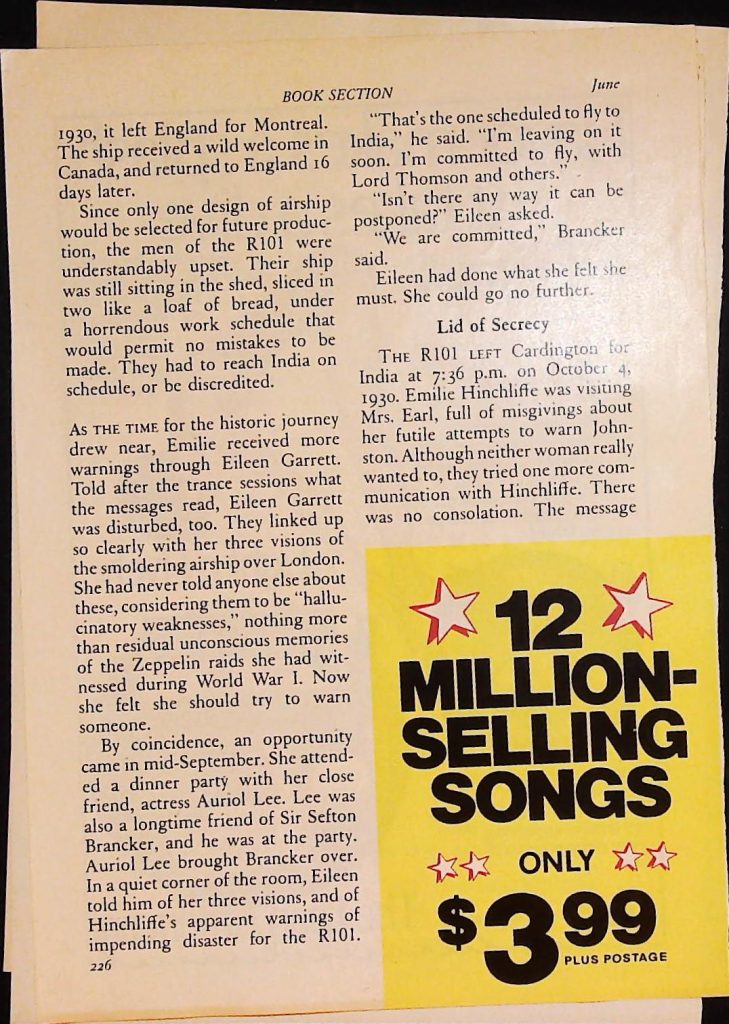 BOOK SECTION
June
1930, it left England for Montreal.
The ship received a wild welcome in
Canada, and returned to England 16
days later.
Since only one design of airship
would be selected for future produc-
tion, the men of the R101 were
understandably upset. Their ship
was still sitting in the shed, sliced in
two like a loaf of bread, under
a horrendous work schedule that
would permit no mistakes to be
made. They had to reach India on
schedule, or be discredited.
AS THE TIME for the historic journey
drew near, Emilie received more
warnings through Eileen Garrett.
Told after the trance sessions what
the messages read, Eileen Garrett
was disturbed, too. They linked up
so clearly with her three visions of
the smoldering airship over London.
She had never told anyone else about
these, considering them to be "hallu-
cinatory weaknesses," nothing more
than residual unconscious memories
of the Zeppelin raids she had wit-
nessed during World War I. Now
she felt she should try to warn
someone.
By coincidence, an opportunity
came in mid-September. She attend-
ed a dinner party with her close
friend, actress Auriol Lee. Lee was
also a longtime friend of Sir Sefton
Brancker, and he was at the party.
Auriol Lee brought Brancker over.
In a quiet corner of the room, Eileen
told him of her three visions, and of
Hinchliffe's apparent warnings of
impending disaster for the R101.
226
"That's the one scheduled to fly to
India," he said. "I'm leaving on it
soon. I'm committed to fly, with
Lord Thomson and others."
"Isn't there any way it can be
postponed?" Eileen asked.
"We are committed," Brancker
said.
Eileen had done what she felt she
must. She could go no further.
Lid of Secrecy
THE R101 LEFT Cardington for
India at 7:36 p.m. on October 4,
1930. Emilie Hinchliffe was visiting
Mrs. Earl, full of misgivings about
her futile attempts to warn John-
ston. Although neither woman really
wanted to, they tried one more com-
munication with Hinchliffe. There
was no consolation. The message
12
MILLION-
SELLING
SONGS
ONLY
$3.99
PLUS POSTAGE